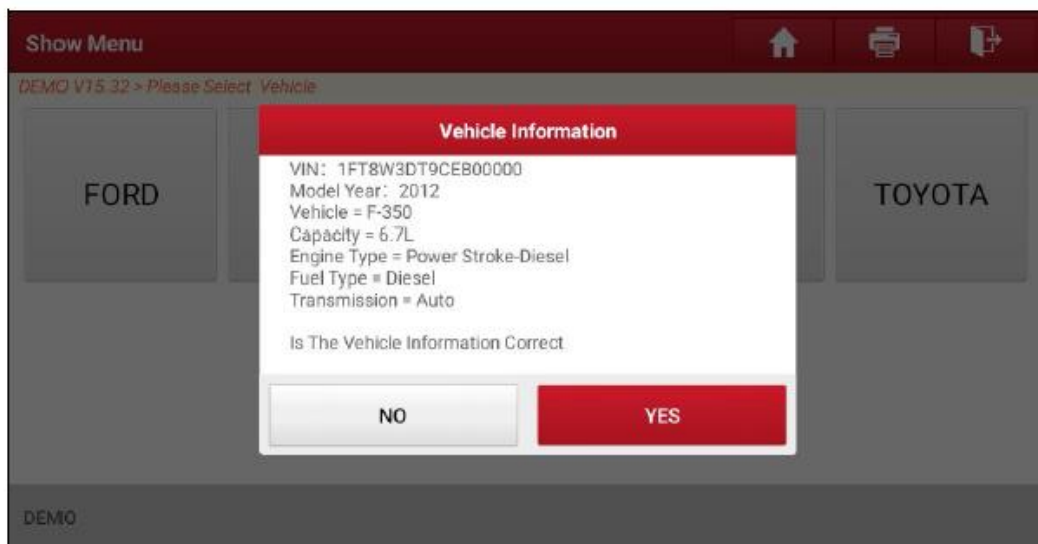 Show Menu
DEMO V15.32 > Please Select Vehicle
Vehicle Information
VIN: 1FT8W3DT9CEB00000
Model Year: 2012
Vehicle = F-350
Capacity = 6.7L
Engine Type = Power Stroke-Diesel
Fuel Type = Diesel
Transmission = Auto
Is The Vehicle Information Correct
FORD
TOYOTA
NO
YES
DEMO